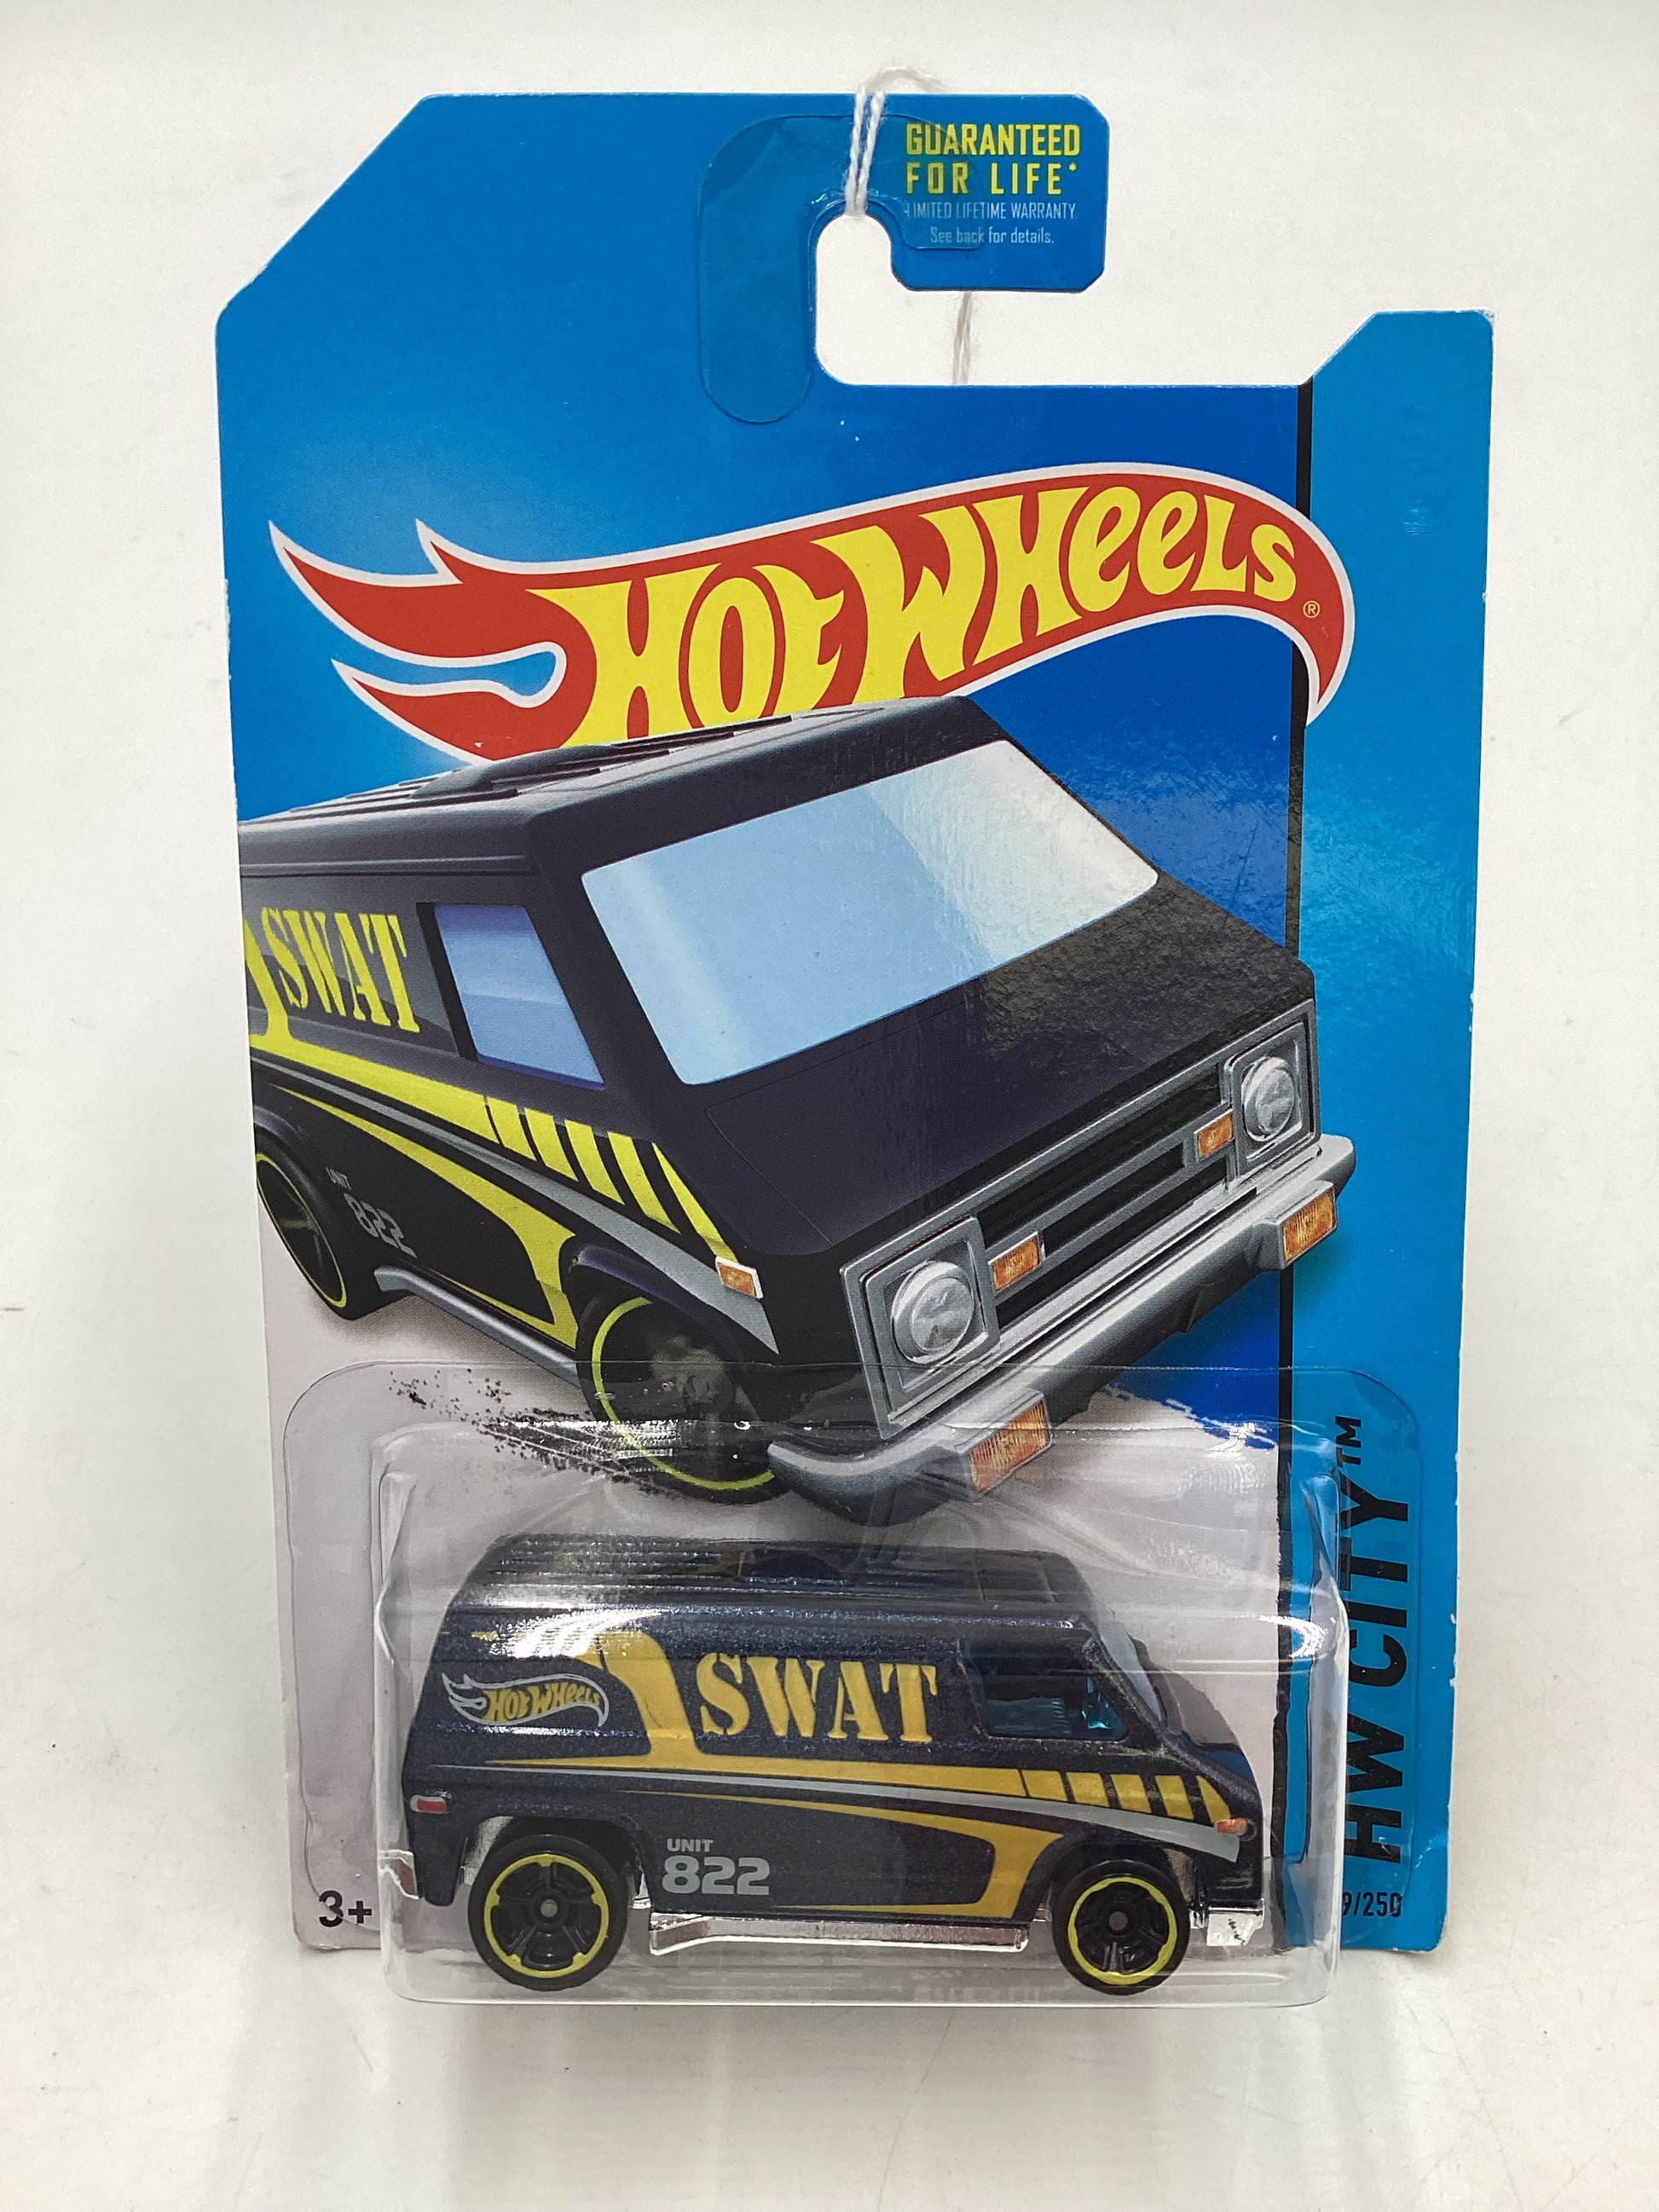 GUARANTEED
FOR LIFE*
LIMITED LIFETIME WARRANTY
See back for details.
HOT WHEELS®
SWAT
UNIT
822
HOT WHEELS
SWAT
UNIT
822
HW CITY™
3+
9/250